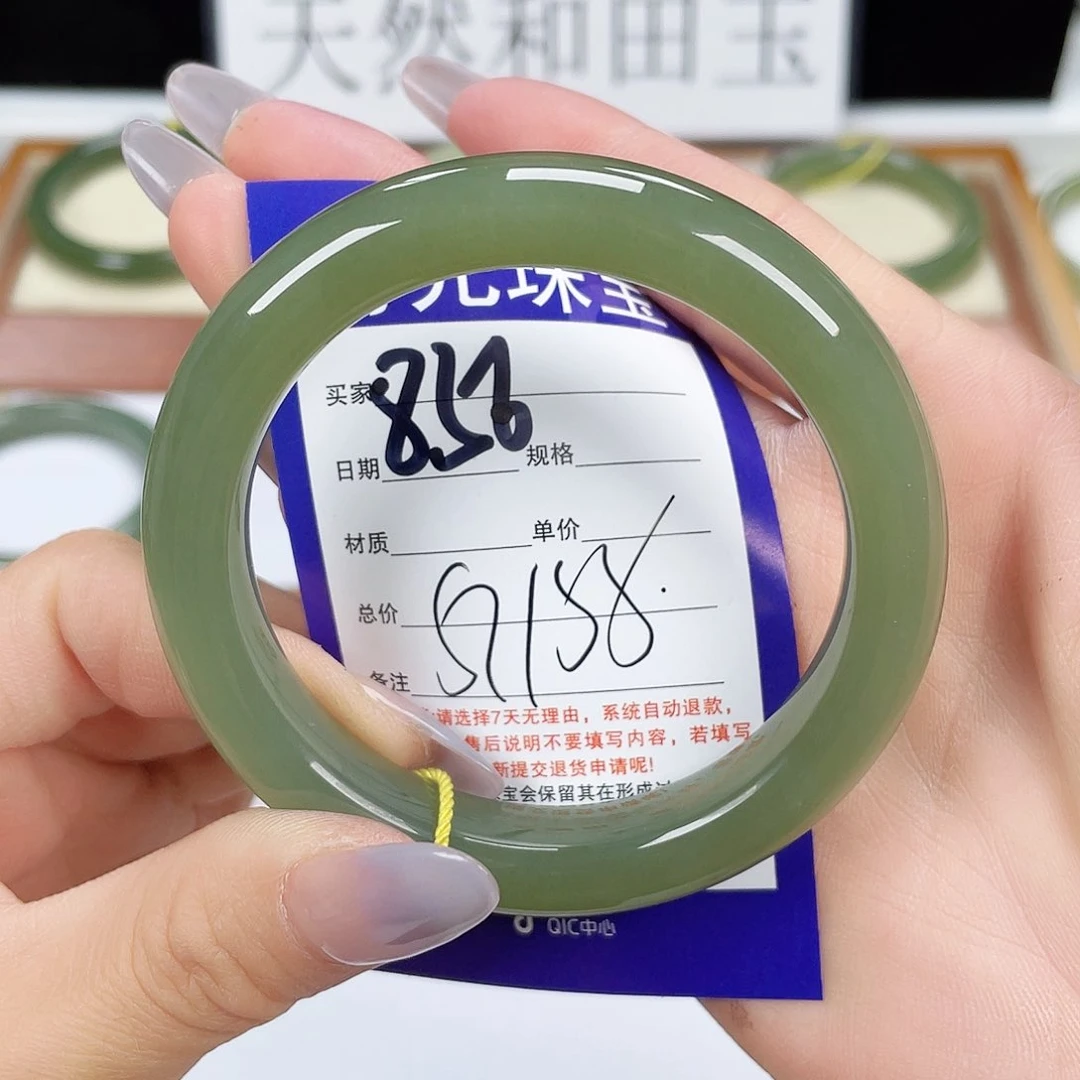 天然和田玉
元珠宝
买家 856
日期 规格
材质 单价
总价
备注
请选择7天无理由，系统自动退款，
售后说明不要填写内容，若填写
新提交退货申请呢!
宝会保留其在形成过
QIC中心